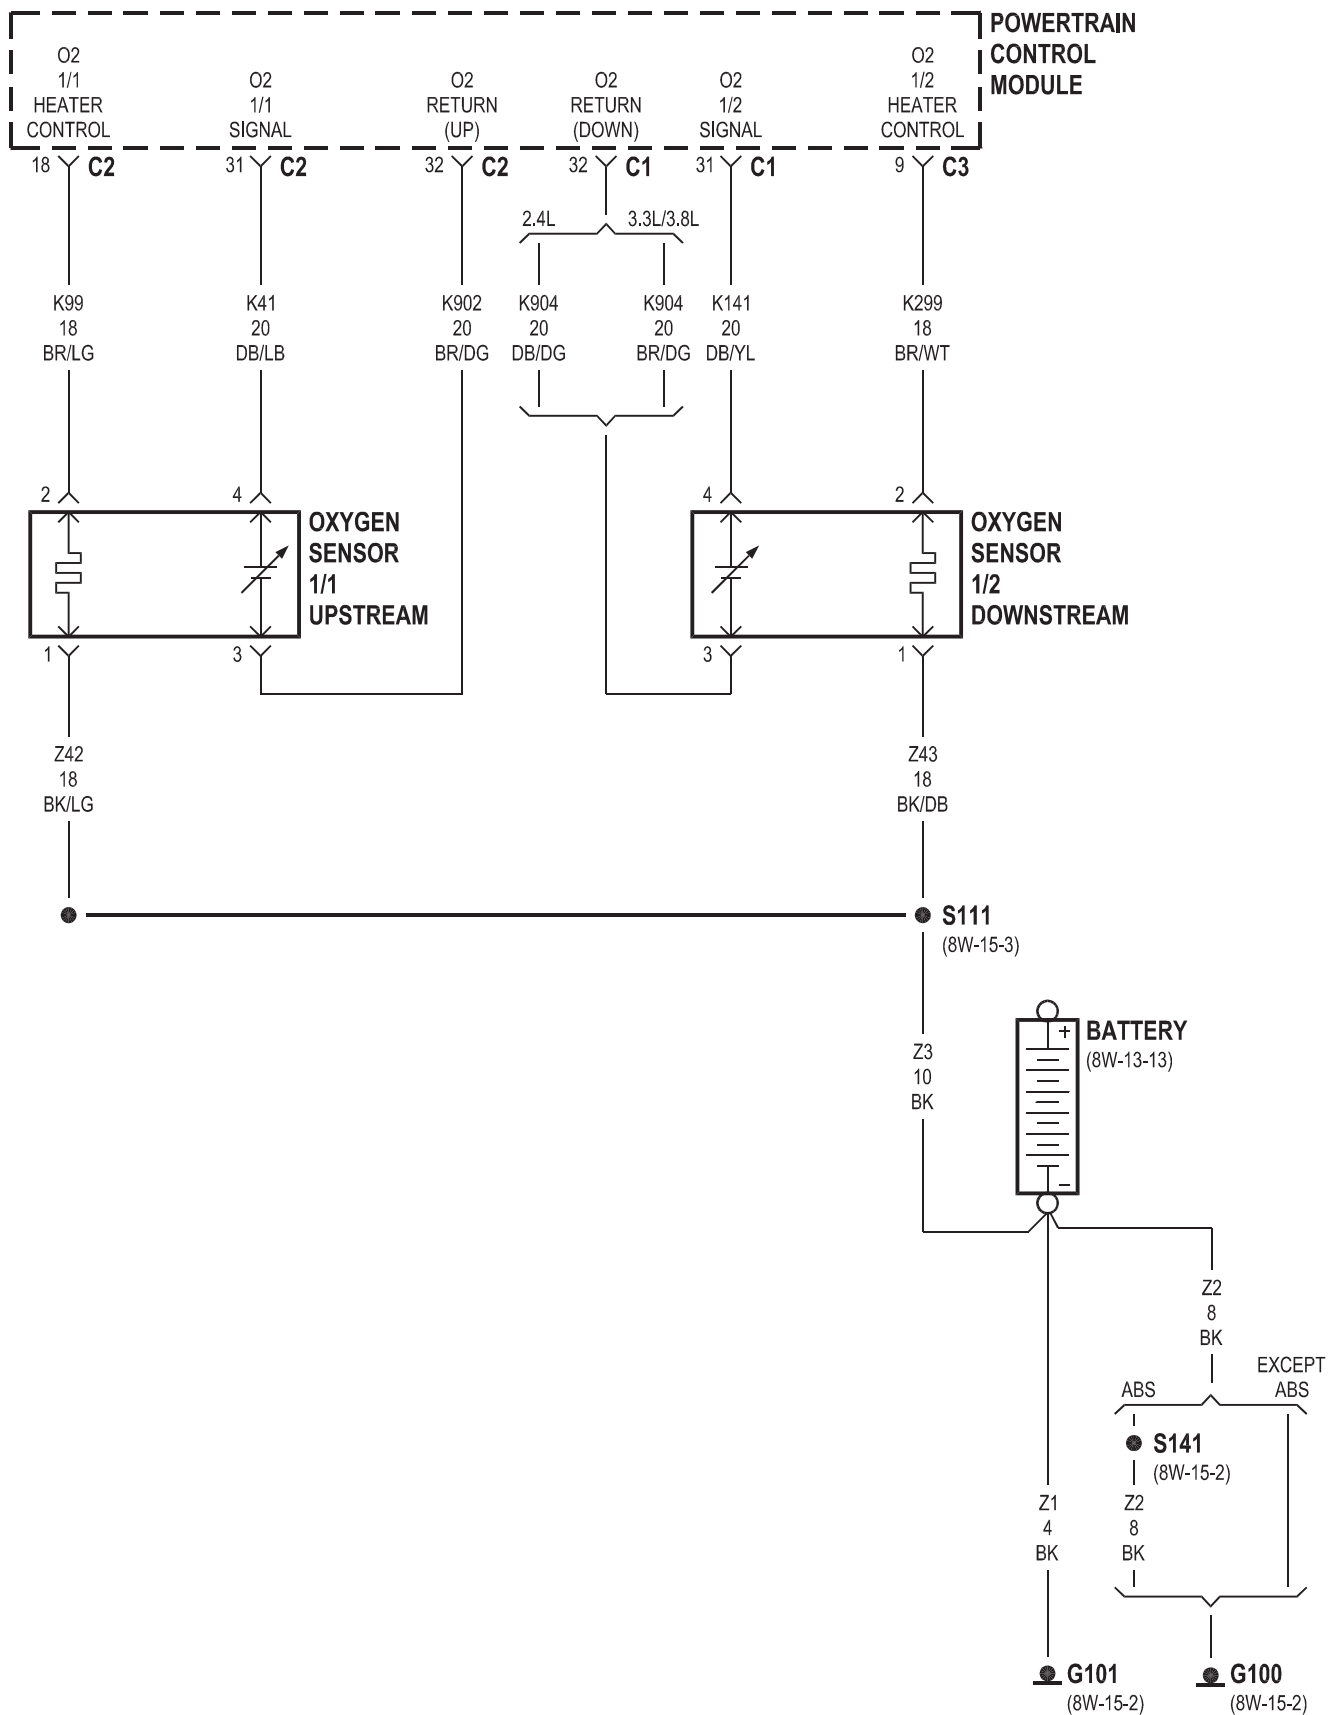 POWERTRAIN
CONTROL
MODULE
O2
1/1
HEATER
CONTROL
O2
1/1
SIGNAL
O2
RETURN
(UP)
O2
RETURN
(DOWN)
O2
1/2
SIGNAL
O2
1/2
HEATER
CONTROL
18 C2
31 C2
32 C2
32 C1
31 C1
9 C3
2.4L
3.3L/3.8L
K99
18
BR/LG
K41
20
DB/LB
K902
20
BR/DG
K904
20
DB/DG
K904
20
BR/DG
K141
20
DB/YL
K299
18
BR/WT
2
4
4
2
OXYGEN
SENSOR
1/1
UPSTREAM
OXYGEN
SENSOR
1/2
DOWNSTREAM
1
3
3
1
Z42
18
BK/LG
Z43
18
BK/DB
S111
(8W-15-3)
Z3
10
BK
+
BATTERY
(8W-13-13)
–
Z2
8
BK
ABS
EXCEPT
ABS
S141
(8W-15-2)
Z1
4
BK
Z2
8
BK
G101
(8W-15-2)
G100
(8W-15-2)